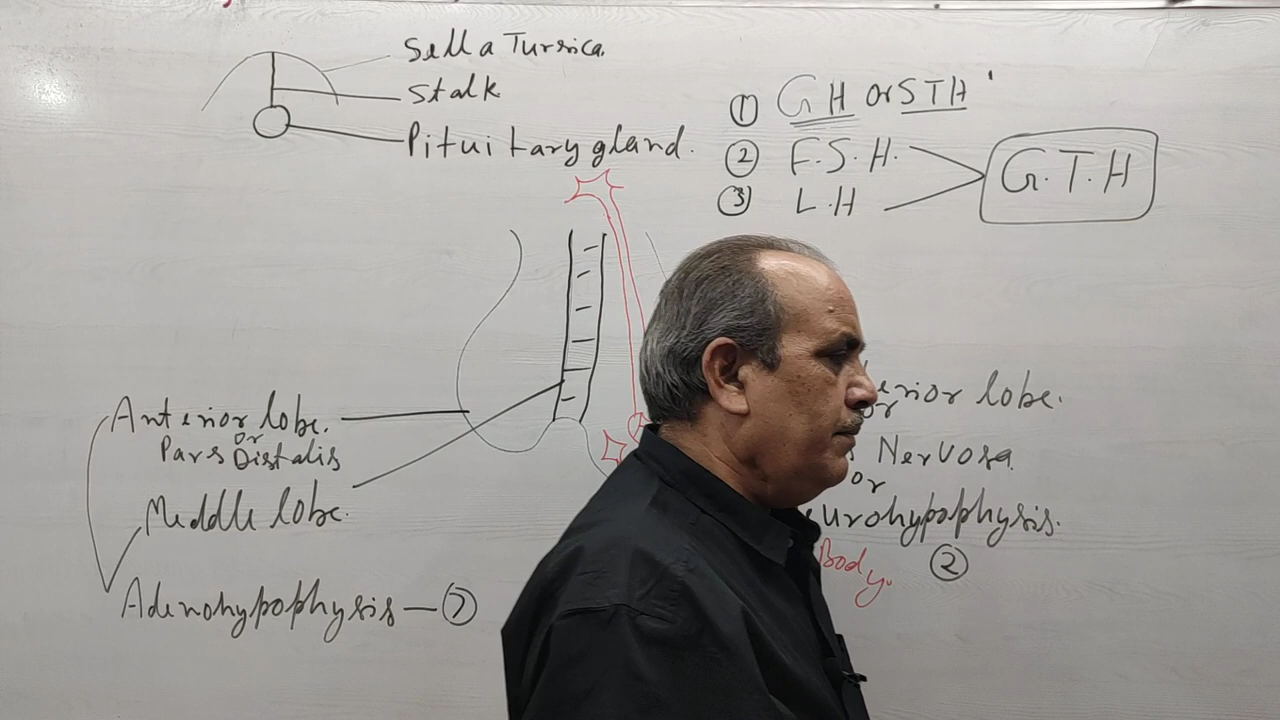 Sella Tursica.
Stalk
Pituitary gland.
① GH or STH
② F.S.H.
③ L.H
G.T.H
Anterior lobe.
or
Pars Distalis
Middle lobe.
Adenohypophysis — ⑦
erior lobe.
or
Nervosa
or
urohypophysis.
②
Body.